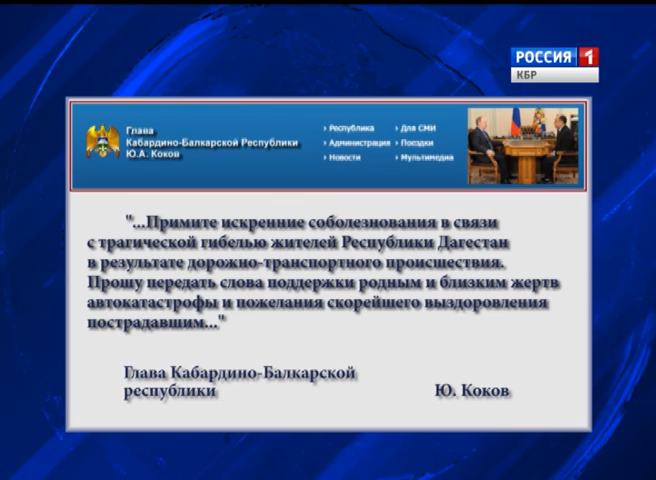 РОССИЯ 1
КБР
Глава
Кабардино-Балкарской Республики
Ю.А. Коков
› Республика
› Администрация
› Новости
› Для СМИ
› Поездки
› Мультимедиа
"...Примите искренние соболезнования в связи
с трагической гибелью жителей Республики Дагестан
в результате дорожно-транспортного происшествия.
Прошу передать слова поддержки родным и близким жертв
автокатастрофы и пожелания скорейшего выздоровления
пострадавшим..."
Глава Кабардино-Балкарской
республики
Ю. Коков